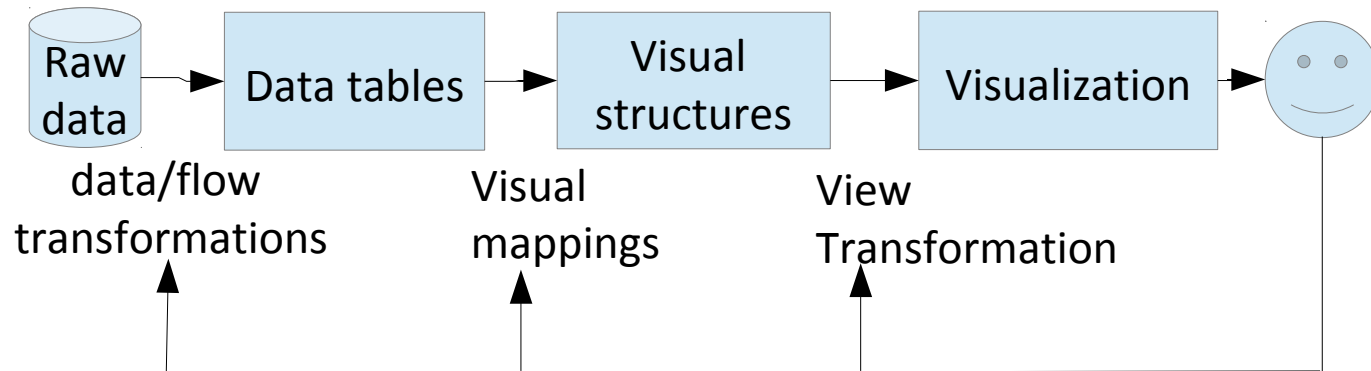 Raw
data
Data tables
Visual
structures
Visualization
data/flow
transformations
Visual
mappings
View
Transformation